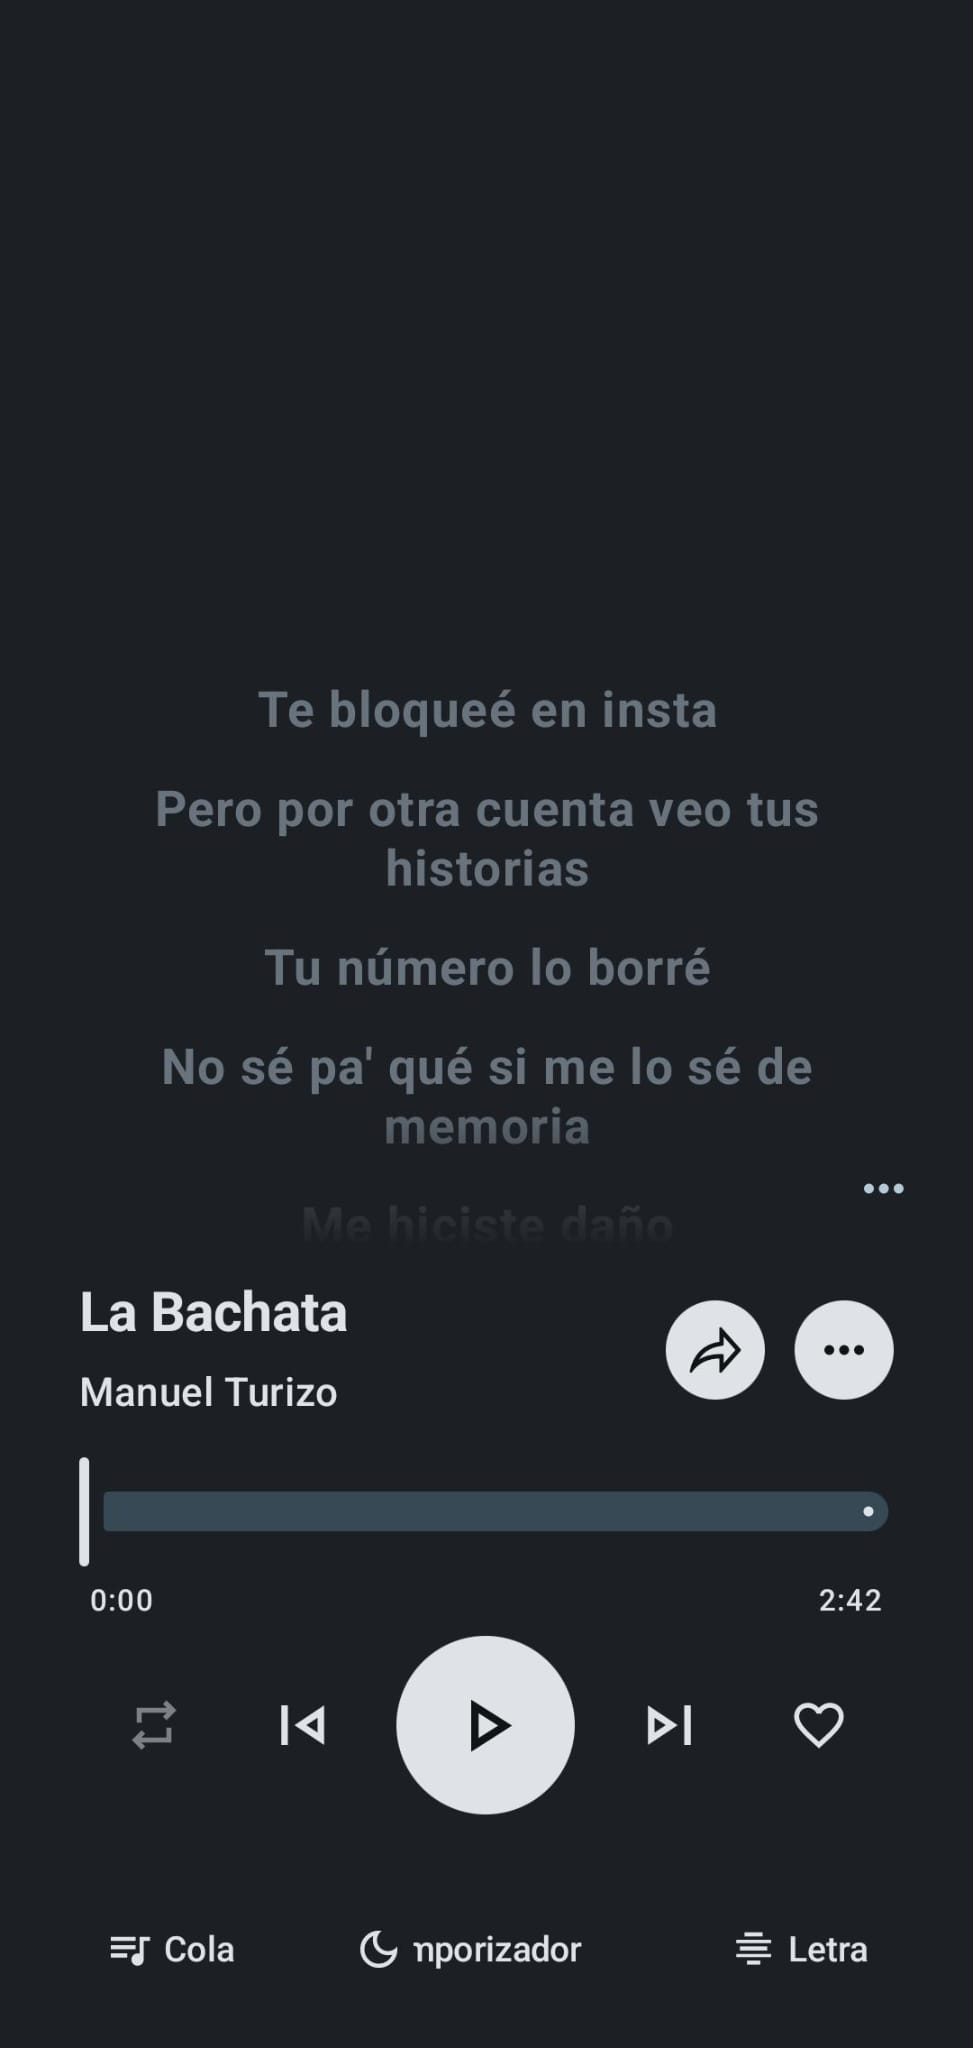 Te bloqueé en insta
Pero por otra cuenta veo tus
historias
Tu número lo borré
No sé pa' qué si me lo sé de
memoria
Me hiciste daño
La Bachata
Manuel Turizo
0:00
2:42
Cola
mporizador
Letra